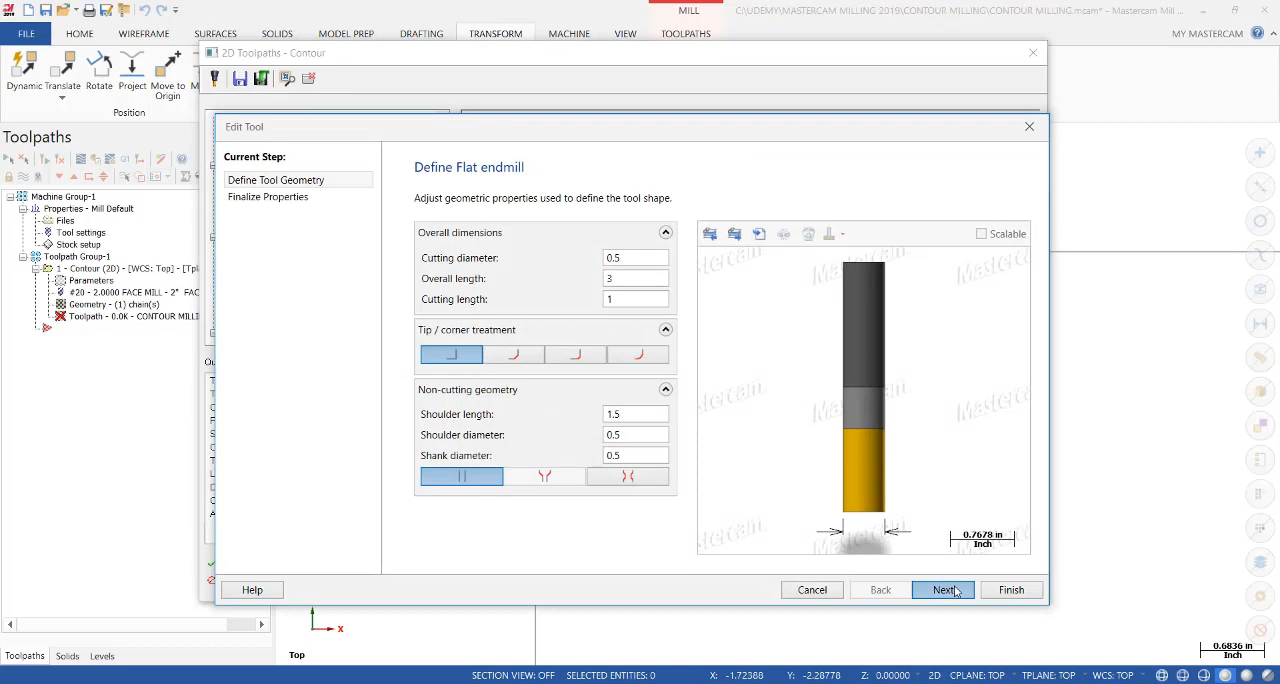 MILL
C:\UDEMY\MASTERCAM MILLING 2019\CONTOUR MILLING\CONTOUR MILLING.mcam* - Mastercam Mill ...
FILE HOME WIREFRAME SURFACES SOLIDS MODEL PREP DRAFTING TRANSFORM MACHINE VIEW TOOLPATHS MY MASTERCAM
2D Toolpaths - Contour
Dynamic Translate Rotate Project Move to Origin
Position
Toolpaths
Machine Group-1
Properties - Mill Default
Files
Tool settings
Stock setup
Toolpath Group-1
1 - Contour (2D) - [WCS: Top] - [Tpl
Parameters
#20 - 2.0000 FACE MILL - 2" FAC
Geometry - (1) chain(s)
Toolpath - 0.0K - CONTOUR MILLI
Edit Tool
Current Step:
Define Tool Geometry
Finalize Properties
Define Flat endmill
Adjust geometric properties used to define the tool shape.
Overall dimensions
Cutting diameter: 0.5
Overall length: 3
Cutting length: 1
Tip / corner treatment
Non-cutting geometry
Shoulder length: 1.5
Shoulder diameter: 0.5
Shank diameter: 0.5
Scalable
Mastercam
0.7678 in
Inch
Help Cancel Back Next Finish
X
Top
0.6836 in
Inch
Toolpaths Solids Levels
SECTION VIEW: OFF SELECTED ENTITIES: 0 X: -1.72388 Y: -2.28778 Z: 0.00000 2D CPLANE: TOP TPLANE: TOP WCS: TOP